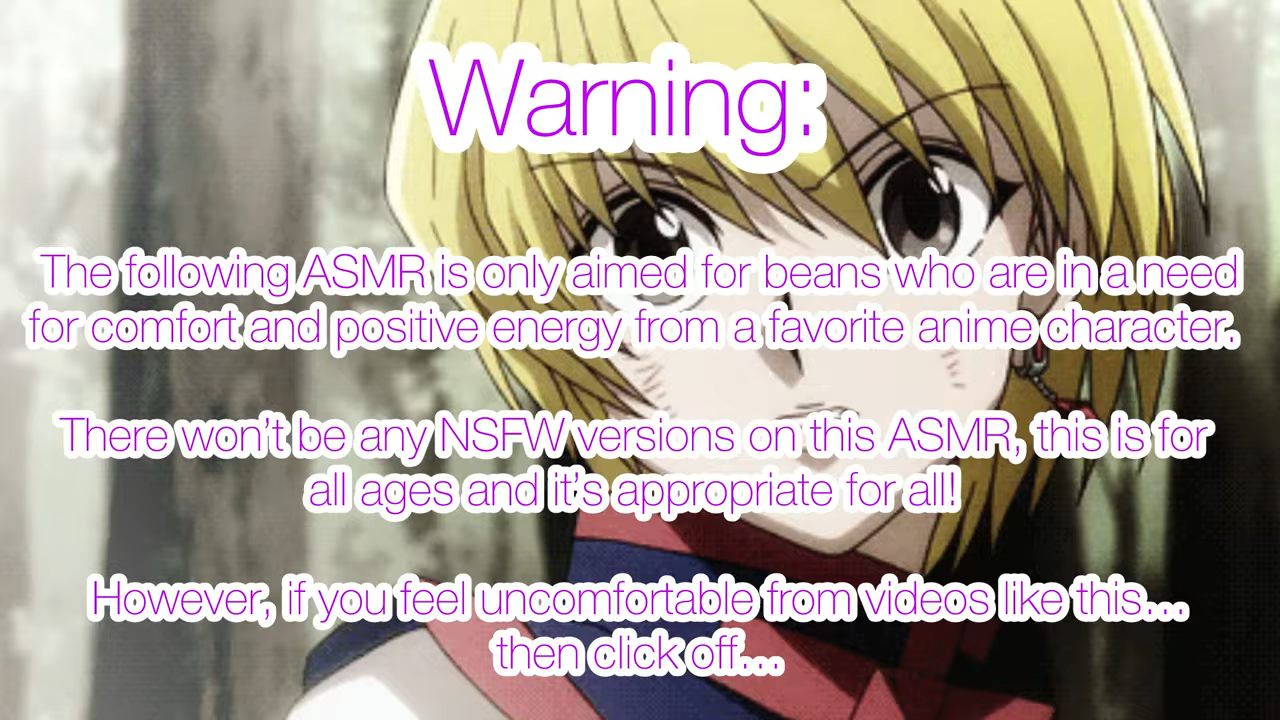 Warning:
The following ASMR is only aimed for beans who are in a need
for comfort and positive energy from a favorite anime character.
There won't be any NSFW versions on this ASMR, this is for
all ages and it's appropriate for all!
However, if you feel uncomfortable from videos like this...
then click off...